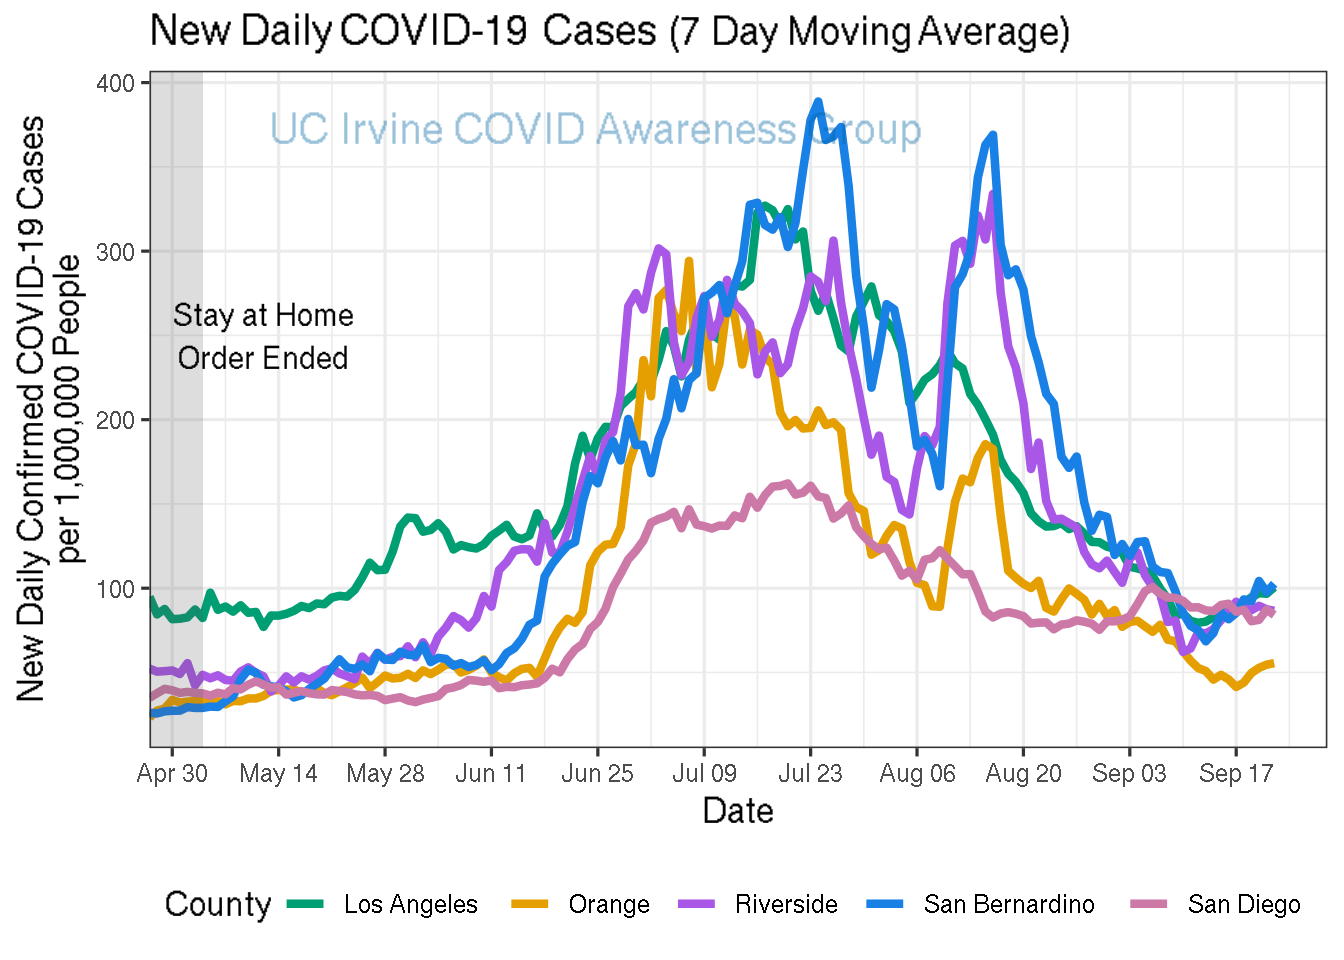 New Daily COVID-19 Cases (7 Day Moving Average)
UC Irvine COVID Awareness Group
New Daily Confirmed COVID-19 Cases
per 1,000,000 People
400
300
200
100
Stay at Home
Order Ended
Apr 30 May 14 May 28 Jun 11 Jun 25 Jul 09 Jul 23 Aug 06 Aug 20 Sep 03 Sep 17
Date
County Los Angeles Orange Riverside San Bernardino San Diego